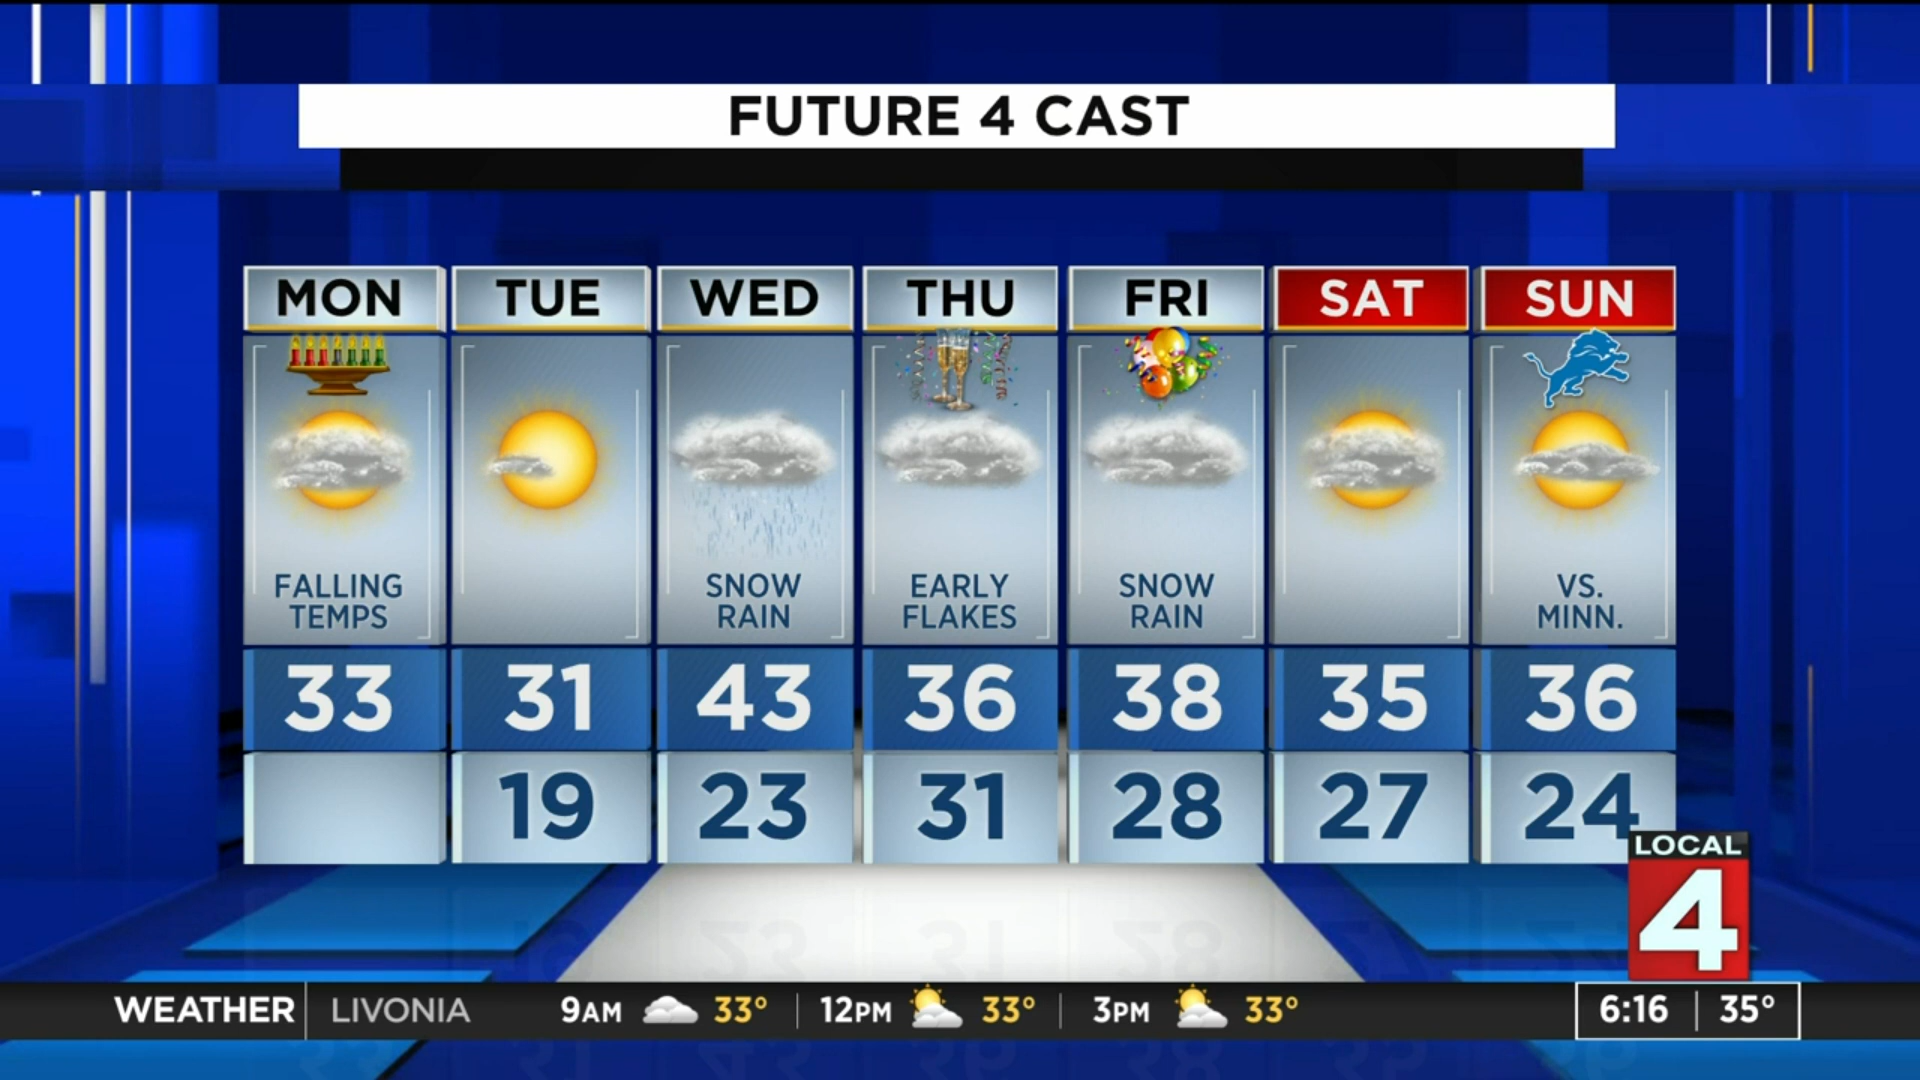 FUTURE 4 CAST
MON TUE WED THU FRI SAT SUN
FALLING TEMPS
SNOW RAIN
EARLY FLAKES
SNOW RAIN
VS. MINN.
33 31 43 36 38 35 36
19 23 31 28 27 24
LOCAL
4
WEATHER LIVONIA 9AM 33° 12PM 33° 3PM 33° 6:16 35°